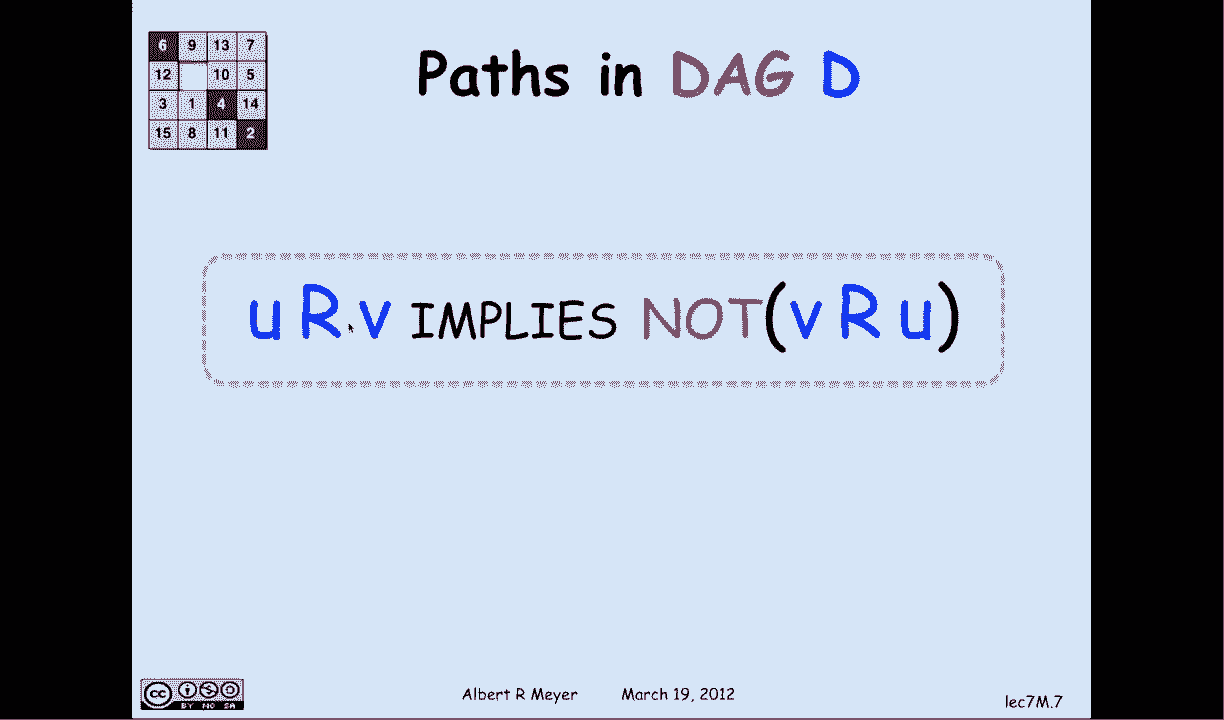 6 9 13 7
12 10 5
3 1 4 14
15 8 11 2
Paths in DAG D
u R v IMPLIES NOT(v R u)
cc
BY NC SA
Albert R Meyer March 19, 2012
lec7M.7